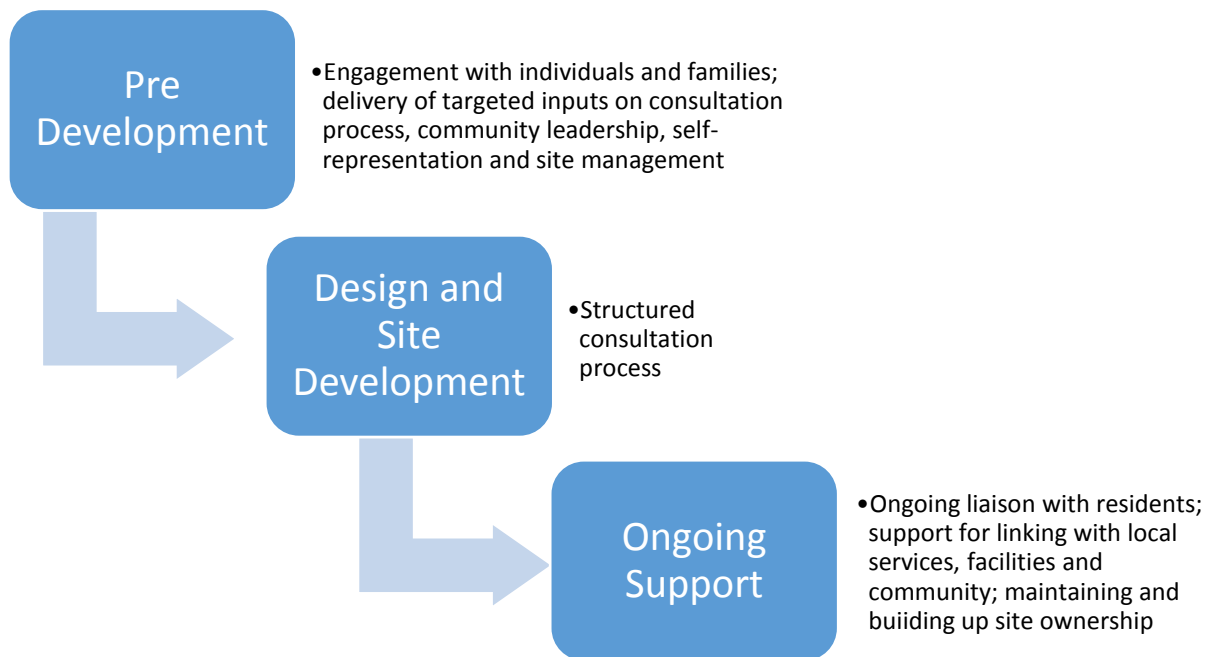 Pre
Development
•Engagement with individuals and families;
delivery of targeted inputs on consultation
process, community leadership, self-
representation and site management
Design and
Site
Development
•Structured
consultation
process
Ongoing
Support
•Ongoing liaison with residents;
support for linking with local
services, facilities and
community; maintaining and
buiiding up site ownership